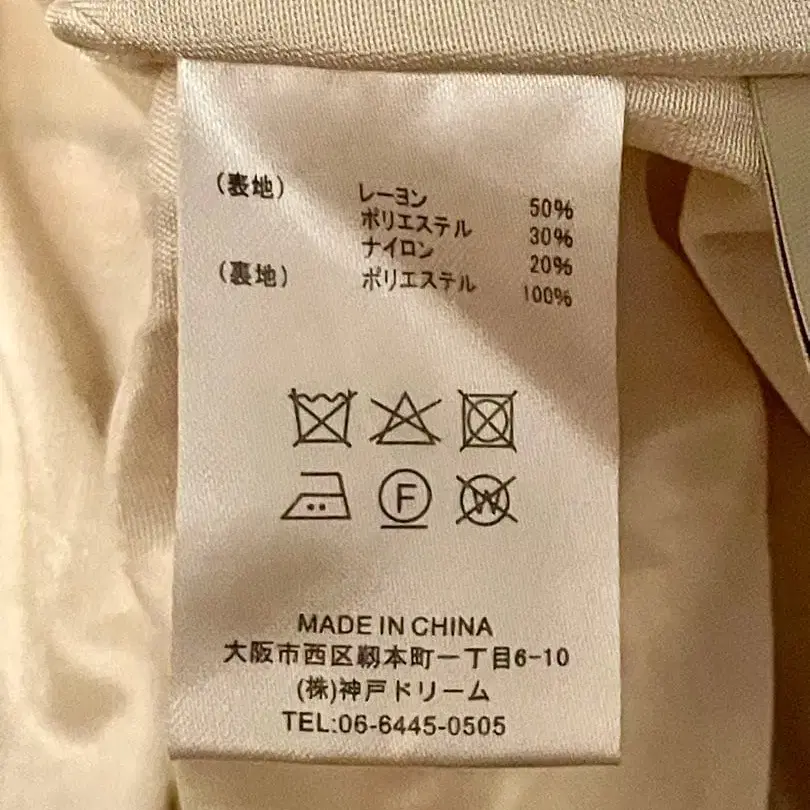 (表地) レーヨン 50%
ポリエステル 30%
ナイロン 20%
(裏地) ポリエステル 100%
F
W
MADE IN CHINA
大阪市西区靱本町一丁目6-10
(株)神戸ドリーム
TEL:06-6445-0505